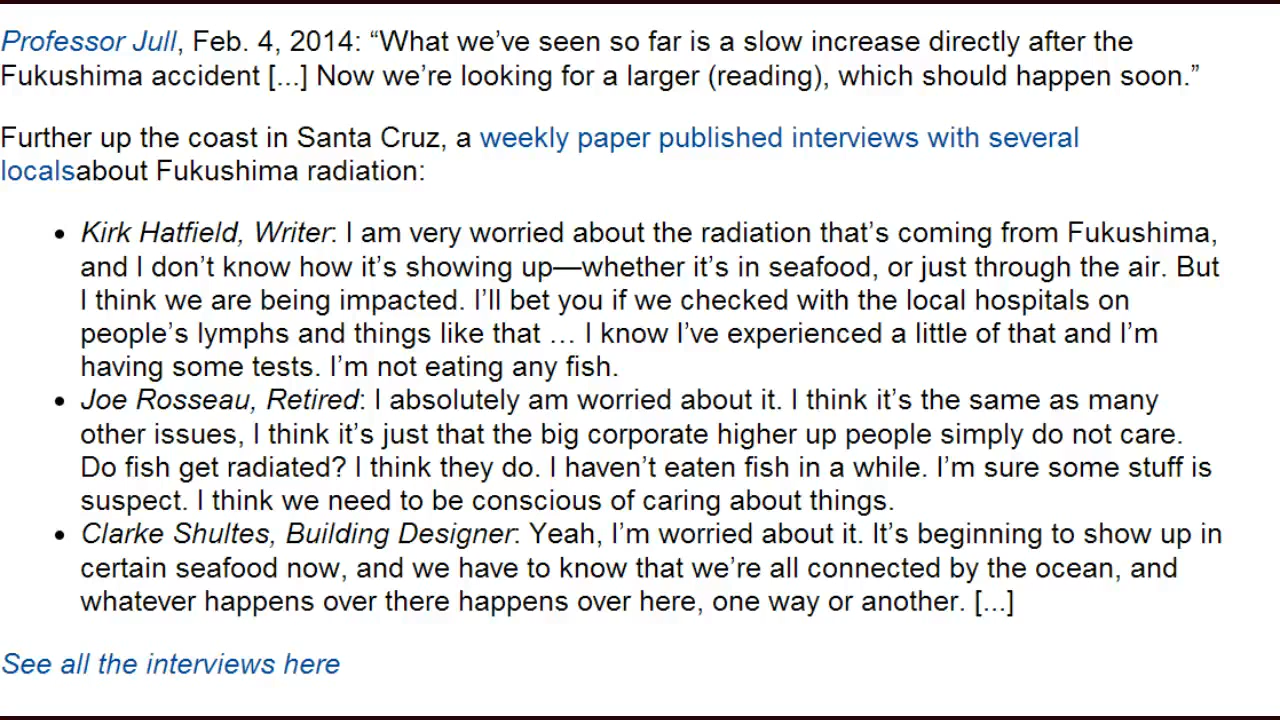 Professor Jull, Feb. 4, 2014: “What we’ve seen so far is a slow increase directly after the
Fukushima accident [...] Now we’re looking for a larger (reading), which should happen soon.”
Further up the coast in Santa Cruz, a weekly paper published interviews with several
localsabout Fukushima radiation:
• Kirk Hatfield, Writer: I am very worried about the radiation that’s coming from Fukushima,
and I don’t know how it’s showing up—whether it’s in seafood, or just through the air. But
I think we are being impacted. I’ll bet you if we checked with the local hospitals on
people’s lymphs and things like that … I know I’ve experienced a little of that and I’m
having some tests. I’m not eating any fish.
• Joe Rosseau, Retired: I absolutely am worried about it. I think it’s the same as many
other issues, I think it’s just that the big corporate higher up people simply do not care.
Do fish get radiated? I think they do. I haven’t eaten fish in a while. I’m sure some stuff is
suspect. I think we need to be conscious of caring about things.
• Clarke Shultes, Building Designer: Yeah, I’m worried about it. It’s beginning to show up in
certain seafood now, and we have to know that we’re all connected by the ocean, and
whatever happens over there happens over here, one way or another. [...]
See all the interviews here